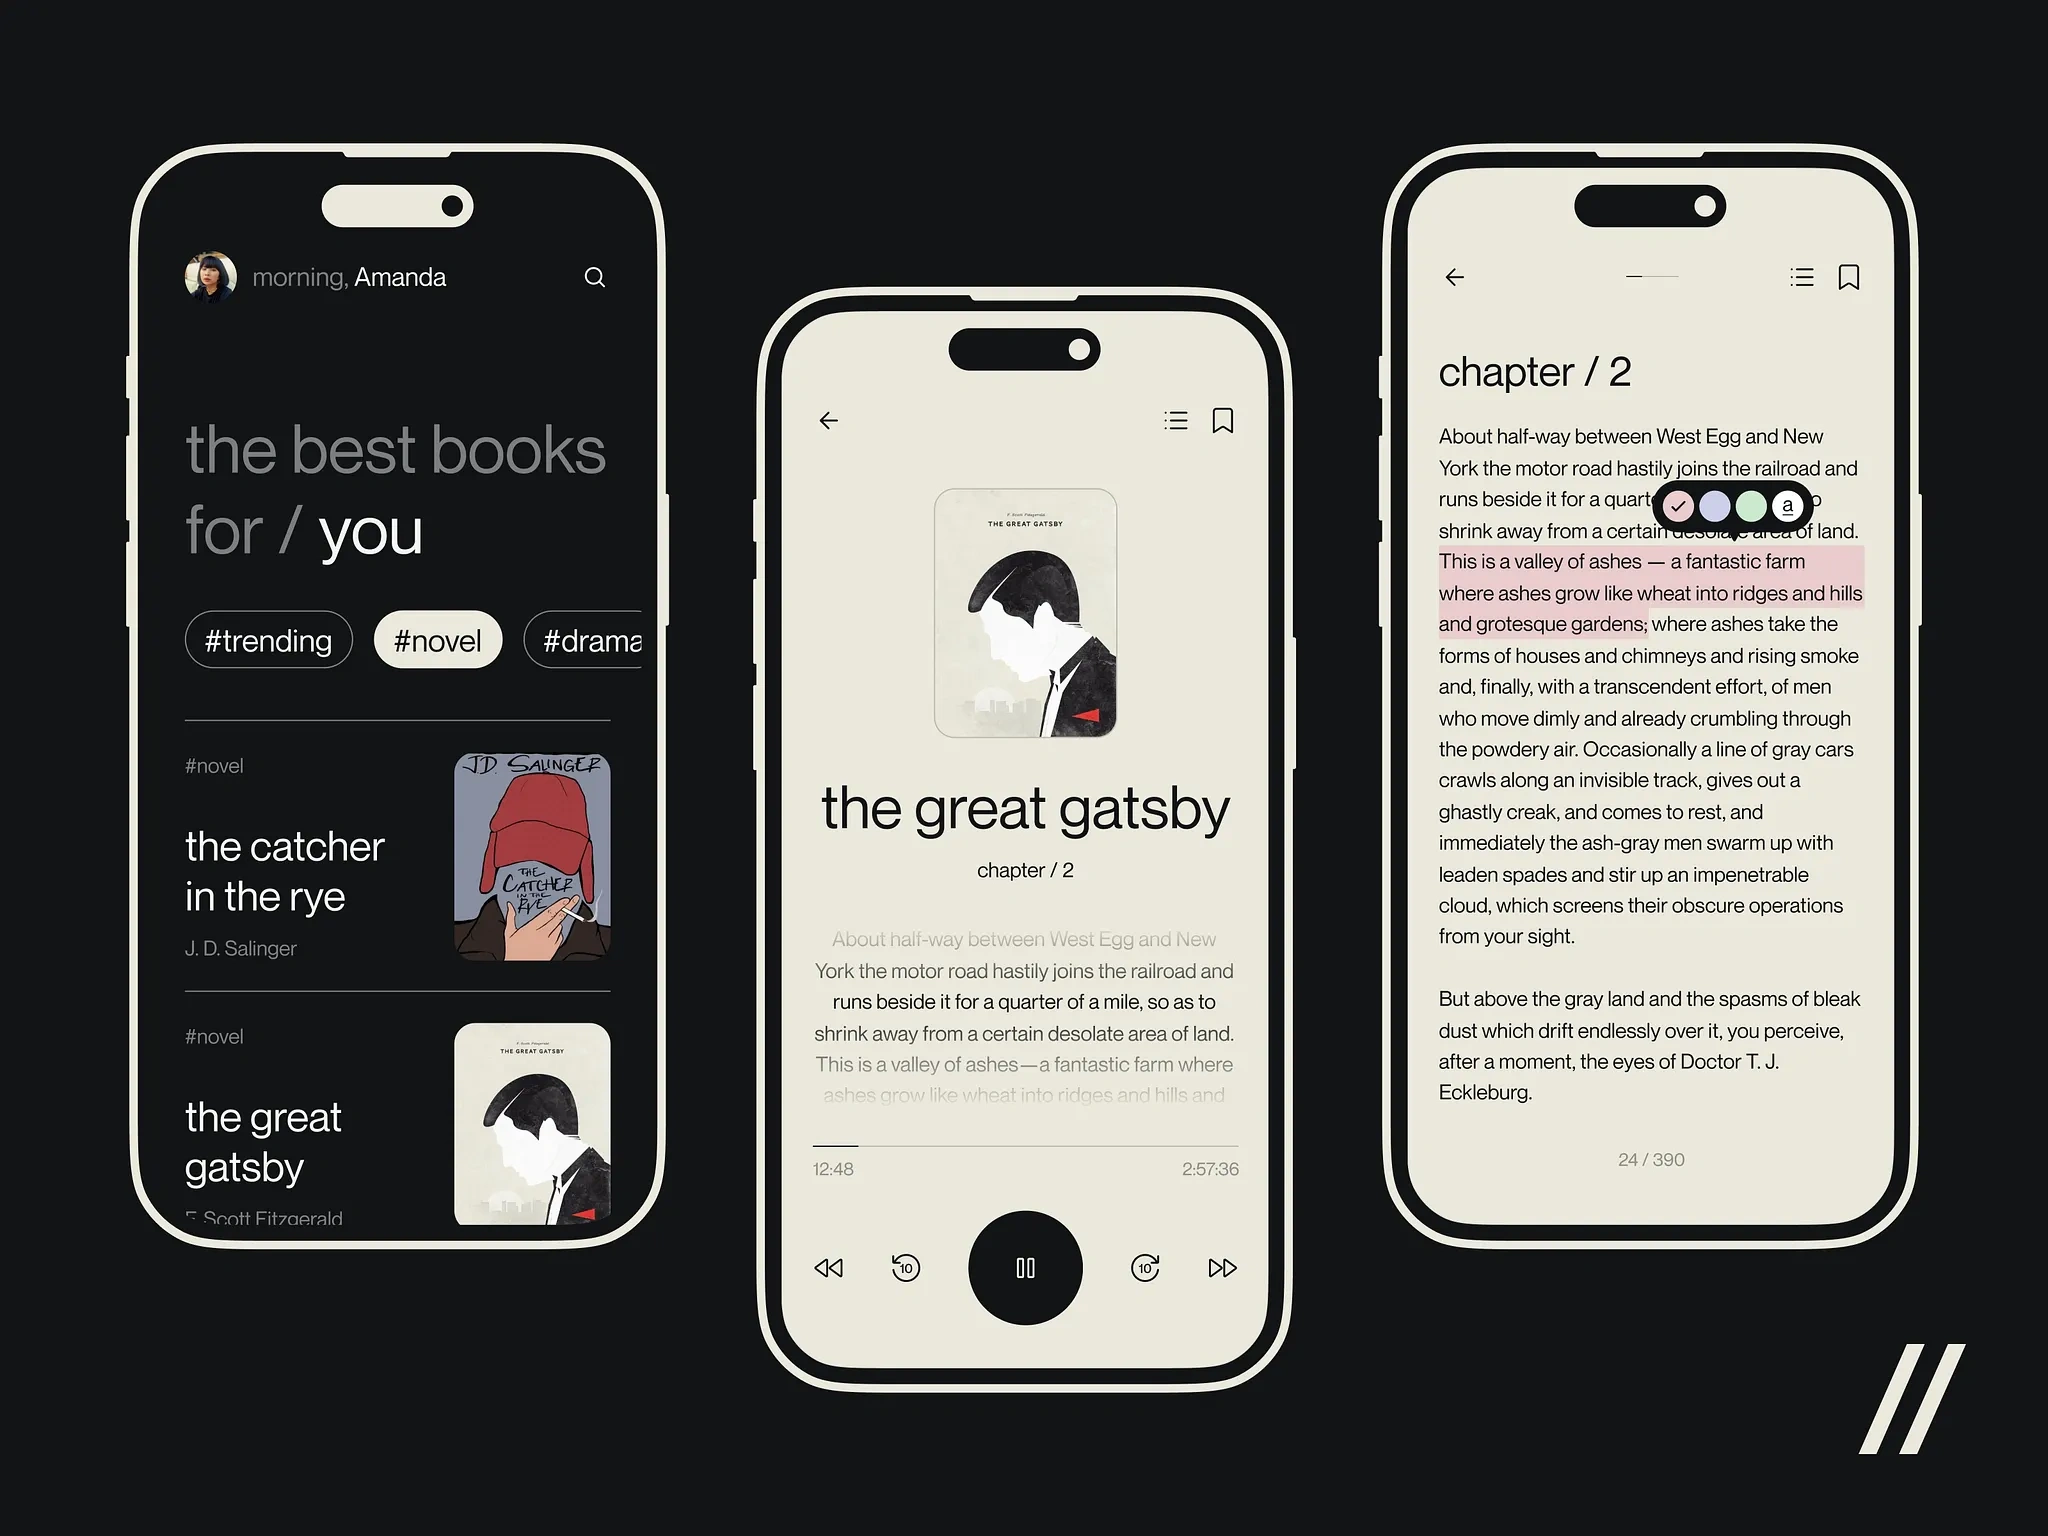 morning, Amanda
the best books
for / you
#trending
#novel
#drama
#novel
the catcher
in the rye
J. D. Salinger
J.D. SALINGER
THE
CATCHER
IN THE
RYE
#novel
the great
gatsby
F. Scott Fitzgerald
F. Scott Fitzgerald
THE GREAT GATSBY
F. Scott Fitzgerald
THE GREAT GATSBY
the great gatsby
chapter / 2
About half-way between West Egg and New
York the motor road hastily joins the railroad and
runs beside it for a quarter of a mile, so as to
shrink away from a certain desolate area of land.
This is a valley of ashes—a fantastic farm where
ashes grow like wheat into ridges and hills and
12:48
2:57:36
10
10
chapter / 2
About half-way between West Egg and New
York the motor road hastily joins the railroad and
runs beside it for a quarte
a
shrink away from a certain desolate area of land.
This is a valley of ashes — a fantastic farm
where ashes grow like wheat into ridges and hills
and grotesque gardens; where ashes take the
forms of houses and chimneys and rising smoke
and, finally, with a transcendent effort, of men
who move dimly and already crumbling through
the powdery air. Occasionally a line of gray cars
crawls along an invisible track, gives out a
ghastly creak, and comes to rest, and
immediately the ash-gray men swarm up with
leaden spades and stir up an impenetrable
cloud, which screens their obscure operations
from your sight.
But above the gray land and the spasms of bleak
dust which drift endlessly over it, you perceive,
after a moment, the eyes of Doctor T. J.
Eckleburg.
24 / 390